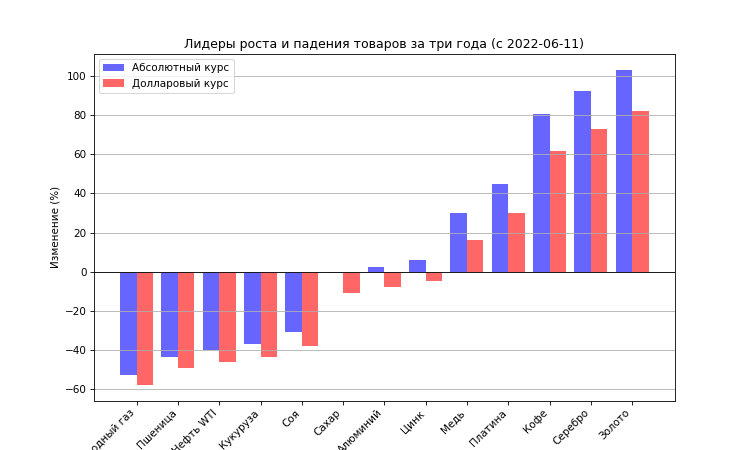 Лидеры роста и падения товаров за три года (с 2022-06-11)
Абсолютный курс
Долларовый курс
Изменение (%)
100
80
60
40
20
0
−20
−40
−60
Пшеница
Нефть WTI
Кукуруза
Соя
Сахар
Алюминий
Цинк
Медь
Платина
Кофе
Серебро
Золото